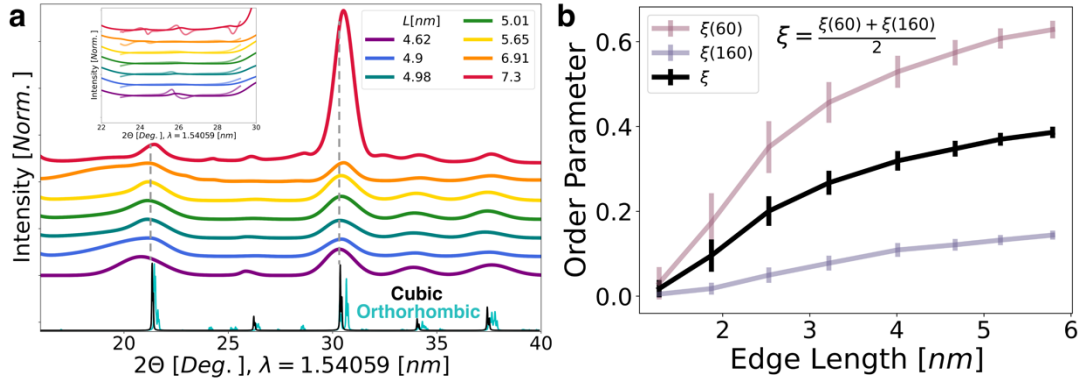 a
L[nm]
4.62
4.9
4.98
5.01
5.65
6.91
7.3
Intensity [Norm.]
22 24 26 28 30
2Θ [Deg.], λ = 1.54059 [nm]
Intensity [Norm.]
Cubic
Orthorhombic
20 25 30 35 40
2Θ [Deg.], λ = 1.54059 [nm]
b
ξ(60)
ξ(160)
ξ
ξ = ξ(60) + ξ(160) / 2
Order Parameter
0.8
0.6
0.4
0.2
0.0
2 3 4 5 6
Edge Length [nm]